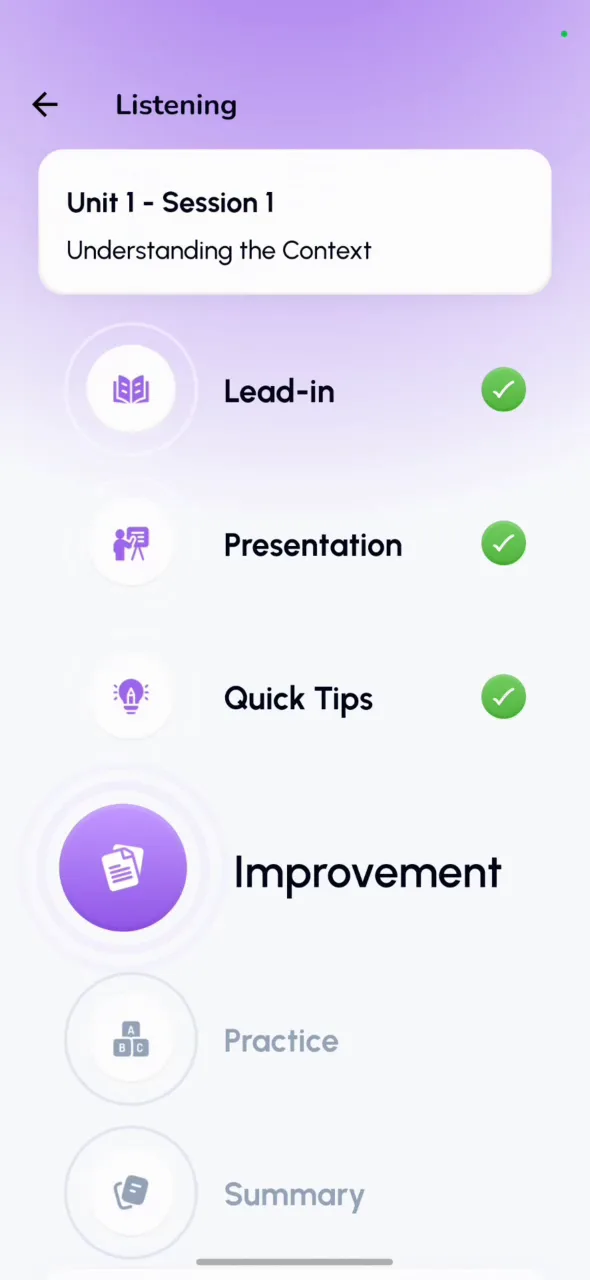 Listening
Unit 1 - Session 1
Understanding the Context
Lead-in
Presentation
Quick Tips
Improvement
A
B C
Practice
Summary